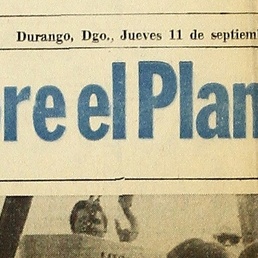 Durango, Dgo., Jueves 11 de septiem
re el Plan